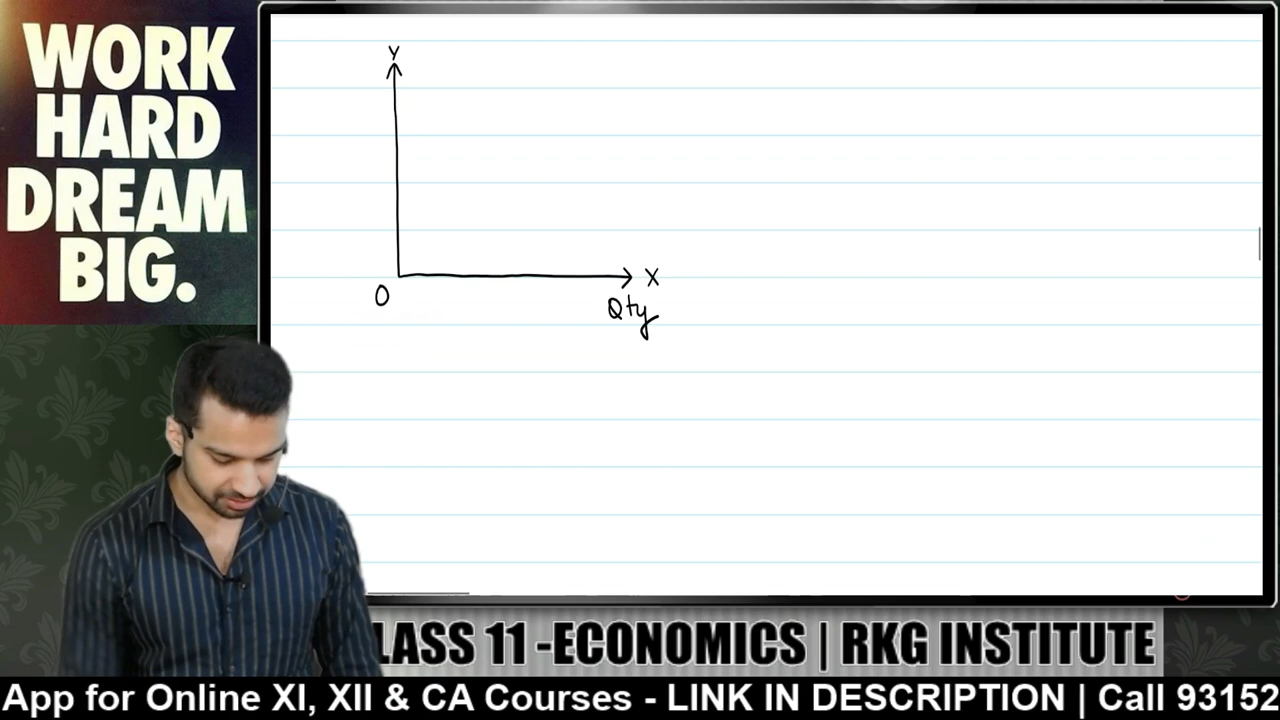 WORK
HARD
DREAM
BIG.
Y
O
X
Qty
LASS 11 -ECONOMICS | RKG INSTITUTE
App for Online XI, XII & CA Courses - LINK IN DESCRIPTION | Call 93152